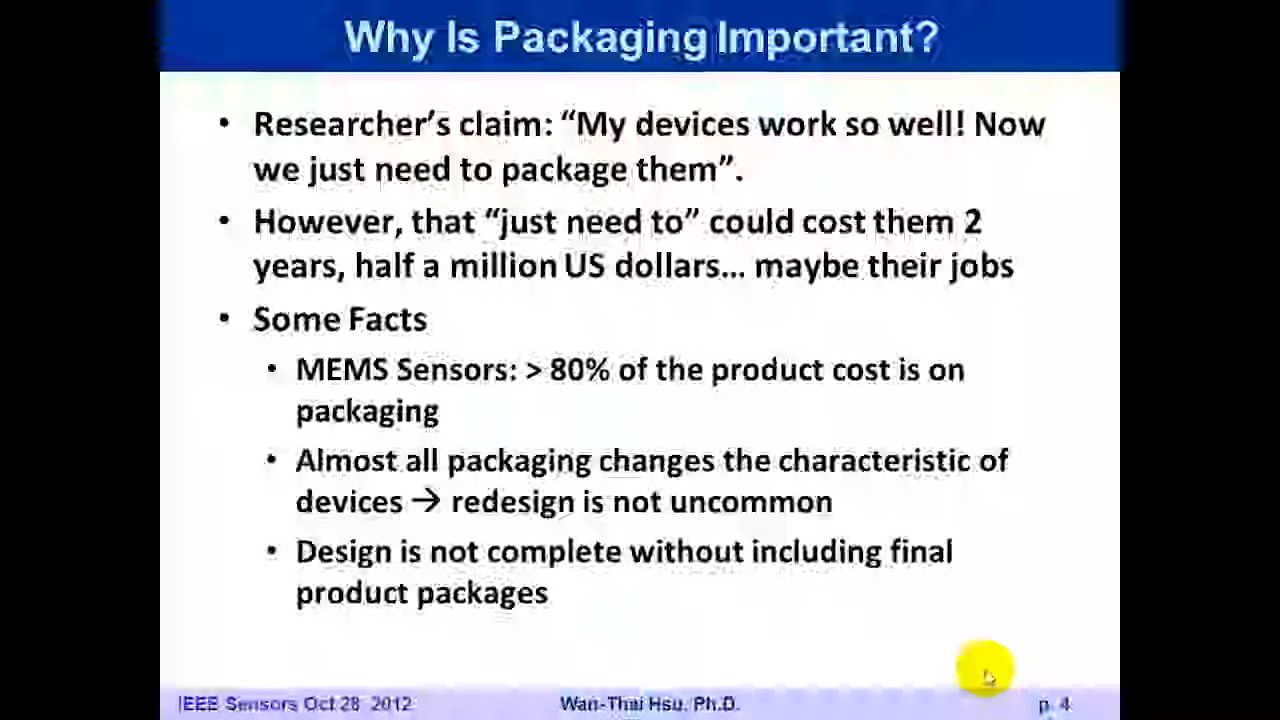 Why Is Packaging Important?
• Researcher’s claim: “My devices work so well! Now
we just need to package them”.
• However, that “just need to” could cost them 2
years, half a million US dollars… maybe their jobs
• Some Facts
• MEMS Sensors: > 80% of the product cost is on
packaging
• Almost all packaging changes the characteristic of
devices → redesign is not uncommon
• Design is not complete without including final
product packages
IEEE Sensors Oct 28 2012
Wan-Thai Hsu, Ph.D.
p. 4